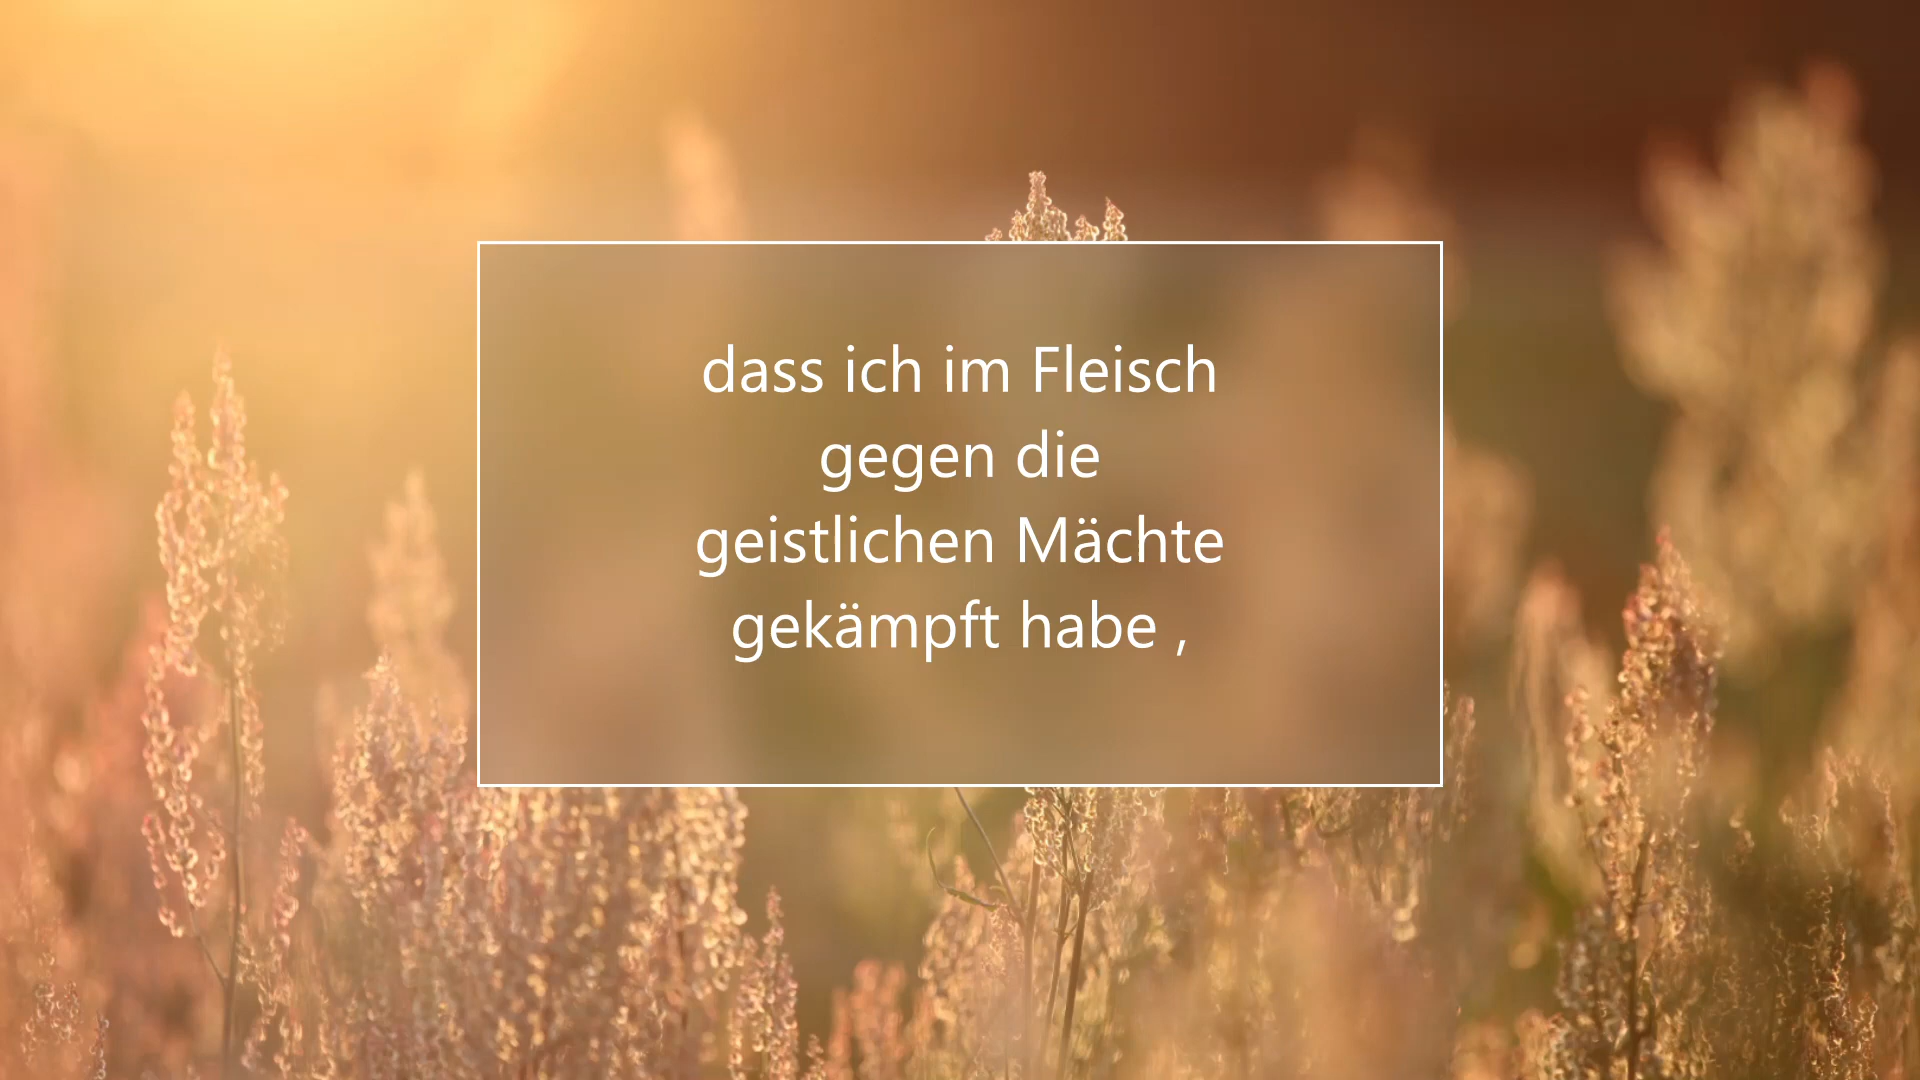 dass ich im Fleisch
gegen die
geistlichen Mächte
gekämpft habe ,